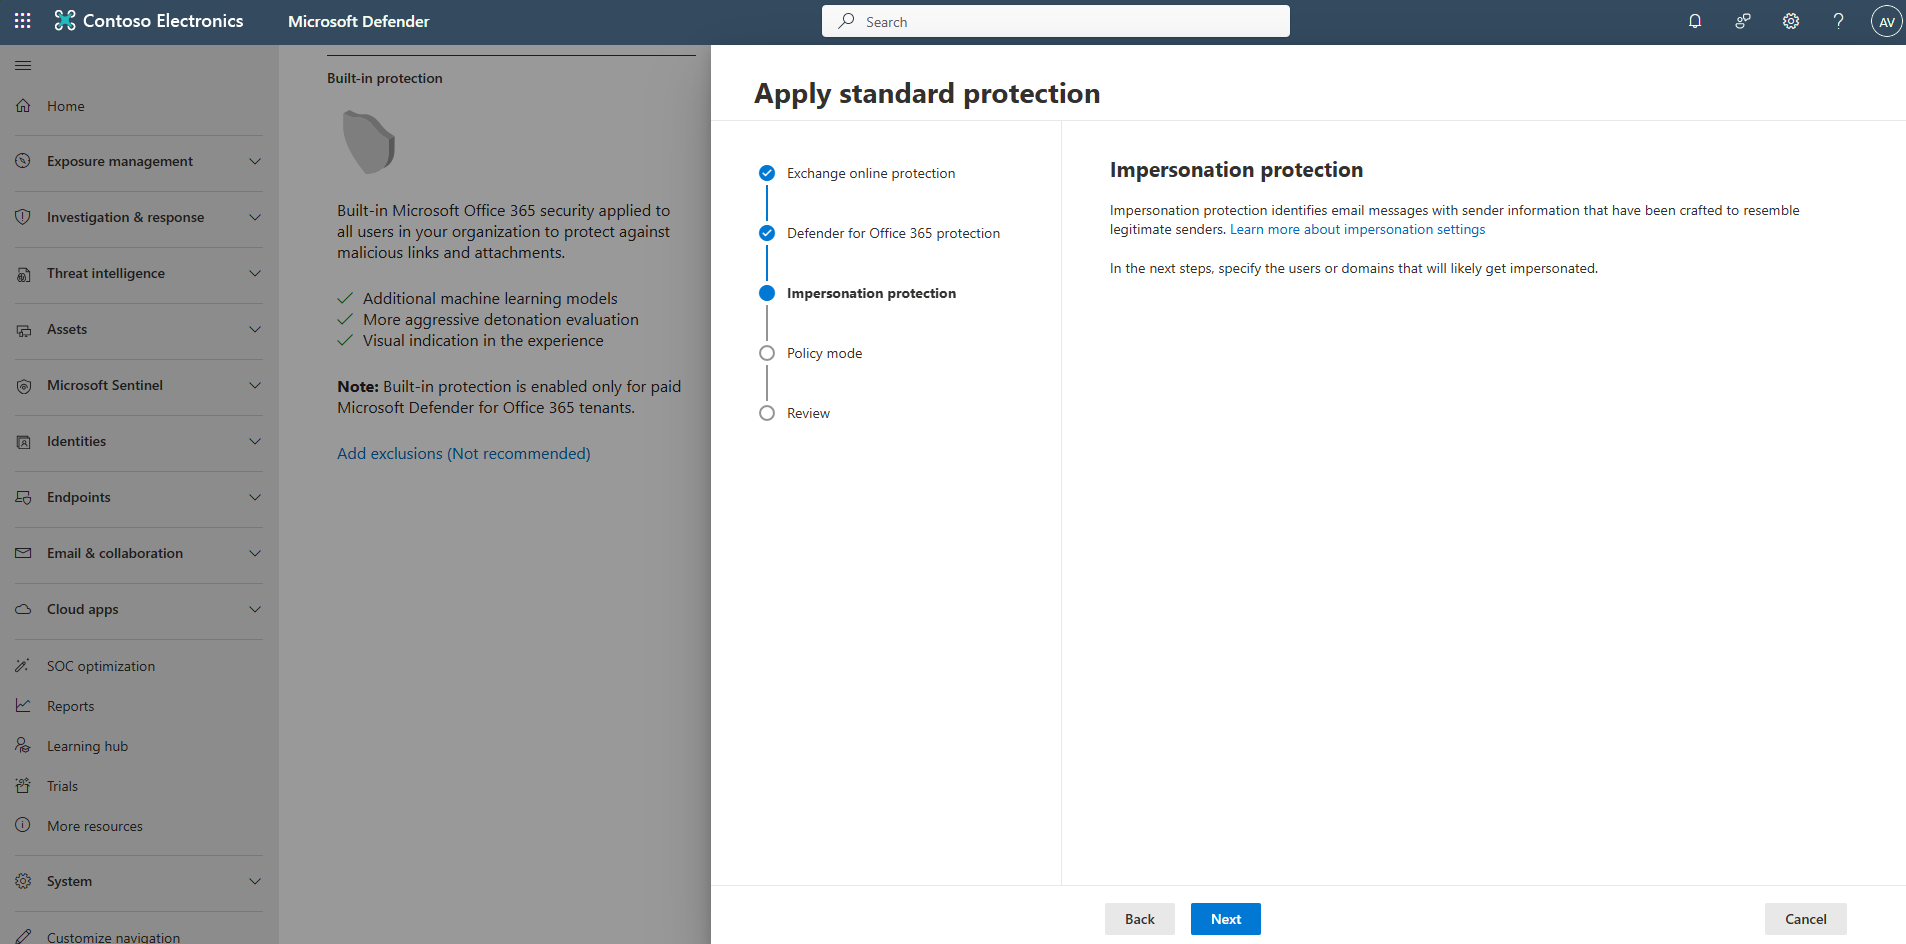 Contoso Electronics
Microsoft Defender
Search
AV
Home
Exposure management
Investigation & response
Threat intelligence
Assets
Microsoft Sentinel
Identities
Endpoints
Email & collaboration
Cloud apps
SOC optimization
Reports
Learning hub
Trials
More resources
System
Customize navigation
Built-in protection
Built-in Microsoft Office 365 security applied to
all users in your organization to protect against
malicious links and attachments.
Additional machine learning models
More aggressive detonation evaluation
Visual indication in the experience
Note: Built-in protection is enabled only for paid
Microsoft Defender for Office 365 tenants.
Add exclusions (Not recommended)
Apply standard protection
Exchange online protection
Defender for Office 365 protection
Impersonation protection
Policy mode
Review
Impersonation protection
Impersonation protection identifies email messages with sender information that have been crafted to resemble
legitimate senders. Learn more about impersonation settings
In the next steps, specify the users or domains that will likely get impersonated.
Back
Next
Cancel